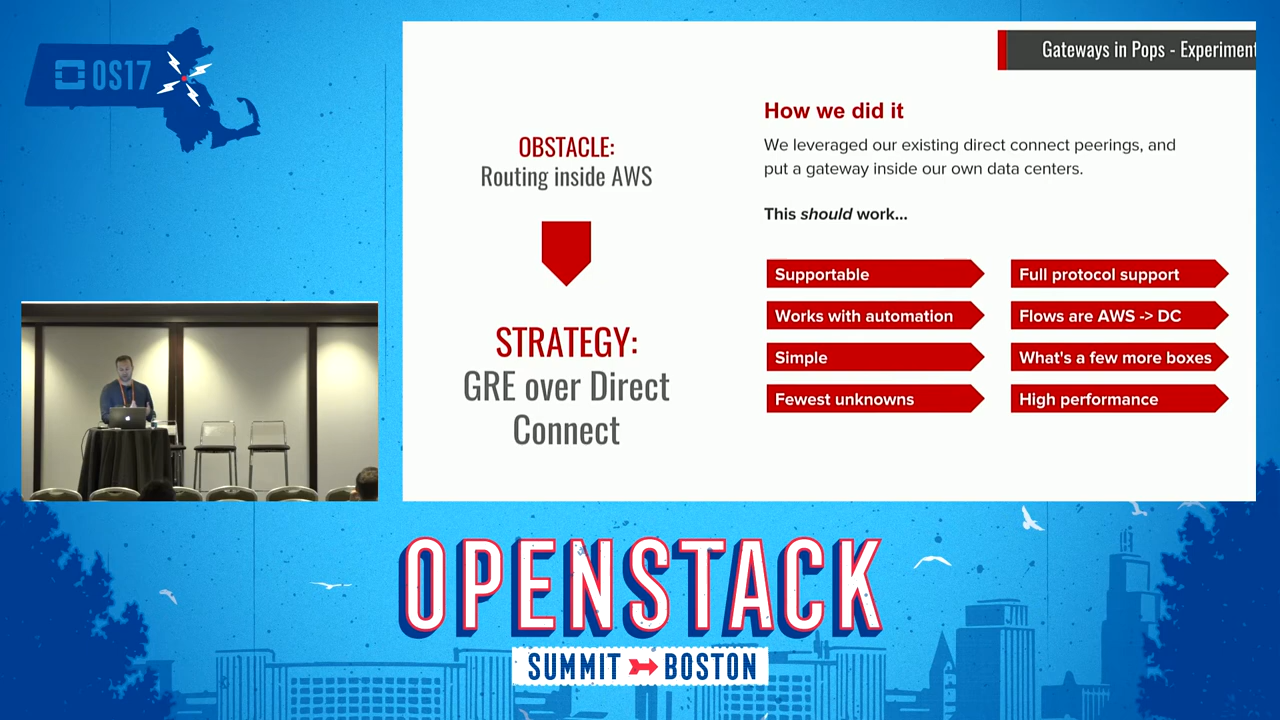 OS17
Gateways in Pops - Experiment
OBSTACLE:
Routing inside AWS
STRATEGY:
GRE over Direct
Connect
How we did it
We leveraged our existing direct connect peerings, and
put a gateway inside our own data centers.
This should work...
Supportable
Full protocol support
Works with automation
Flows are AWS -> DC
Simple
What's a few more boxes
Fewest unknowns
High performance
OPENSTACK
SUMMIT BOSTON